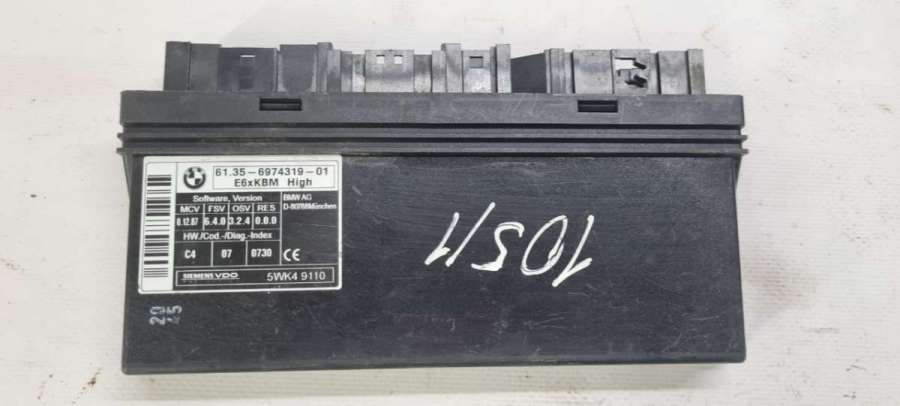 BMW
61.35-6974319-01
E6xKBM High
Software, Version
MCV FSV OSV RES
0.12.07 6.4.0 3.2.4 0.0.0
BMW AG
D-80788München
HW./Cod.-/Diag.-Index
C4 07 0730
CE
SIEMENS VDO 5WK4 9110
105/1